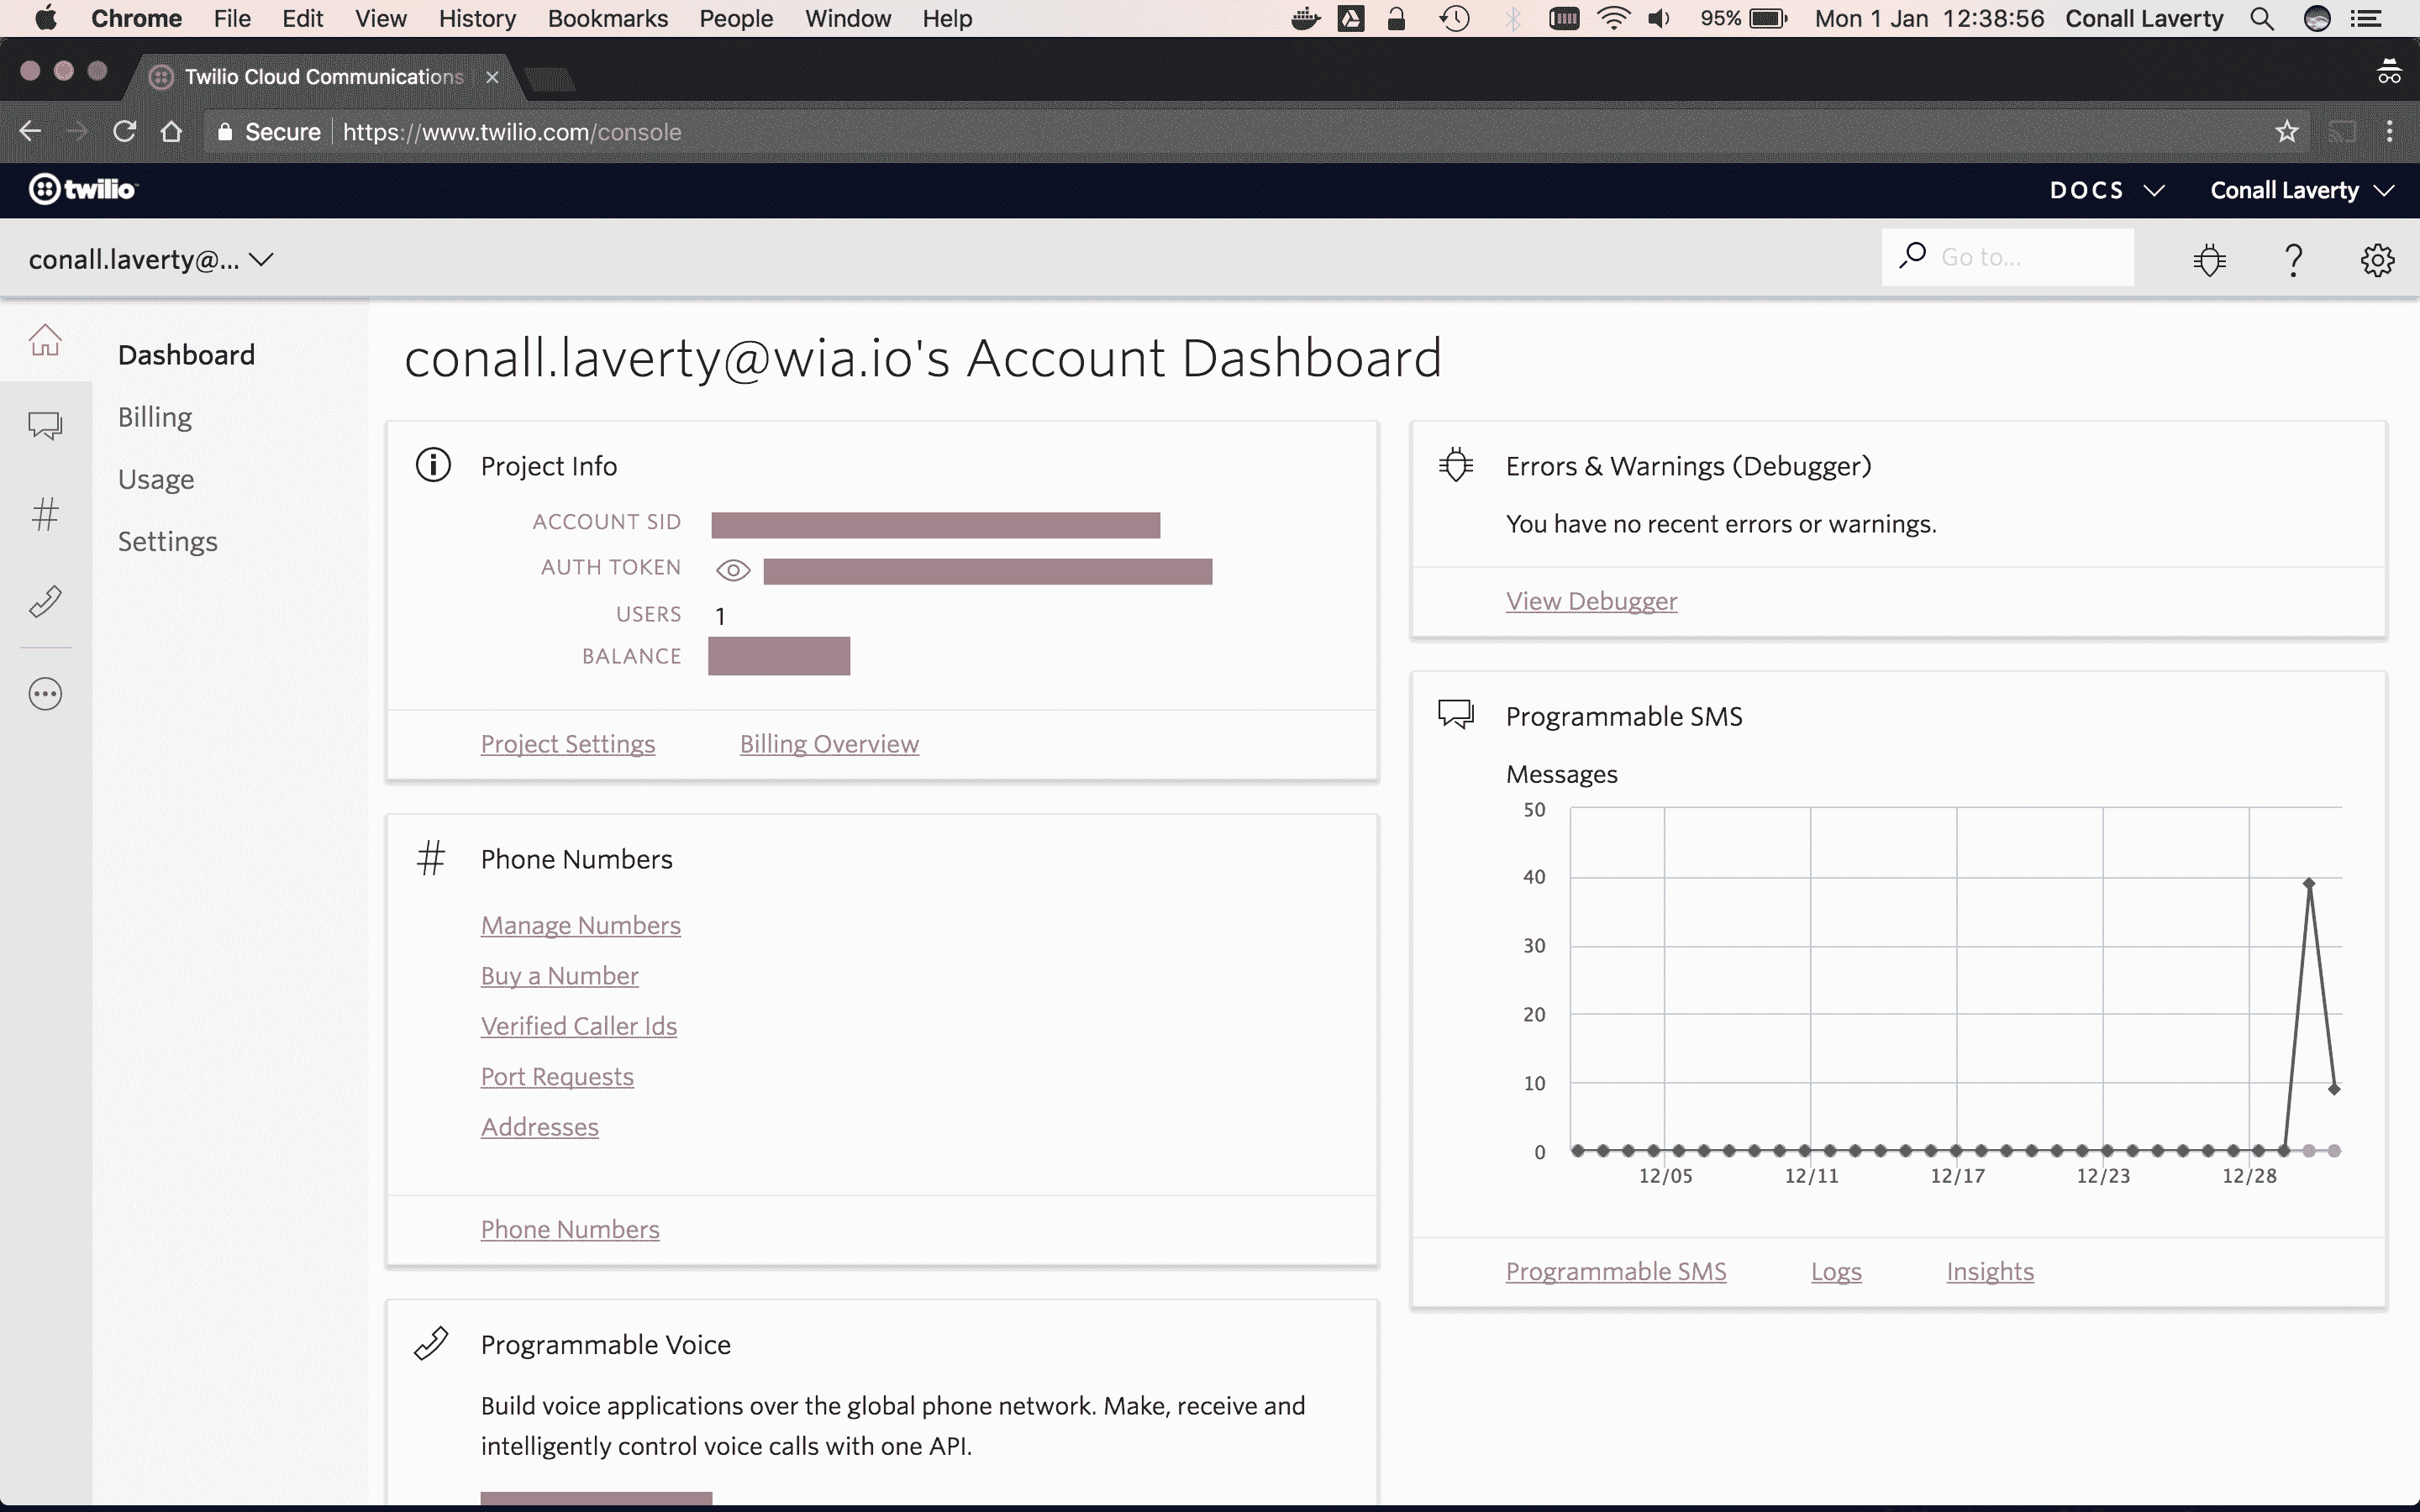 Chrome File Edit View History Bookmarks People Window Help 95% Mon 1 Jan 12:38:56 Conall Laverty
Twilio Cloud Communications
Secure https://www.twilio.com/console
twilio DOCS Conall Laverty
conall.laverty@... Go to...
Dashboard
Billing
Usage
Settings
conall.laverty@wia.io's Account Dashboard
Project Info
ACCOUNT SID
AUTH TOKEN
USERS 1
BALANCE
Project Settings Billing Overview
Phone Numbers
Manage Numbers
Buy a Number
Verified Caller Ids
Port Requests
Addresses
Phone Numbers
Programmable Voice
Build voice applications over the global phone network. Make, receive and
intelligently control voice calls with one API.
Errors & Warnings (Debugger)
You have no recent errors or warnings.
View Debugger
Programmable SMS
Messages
50
40
30
20
10
0
12/05 12/11 12/17 12/23 12/28
Programmable SMS Logs Insights